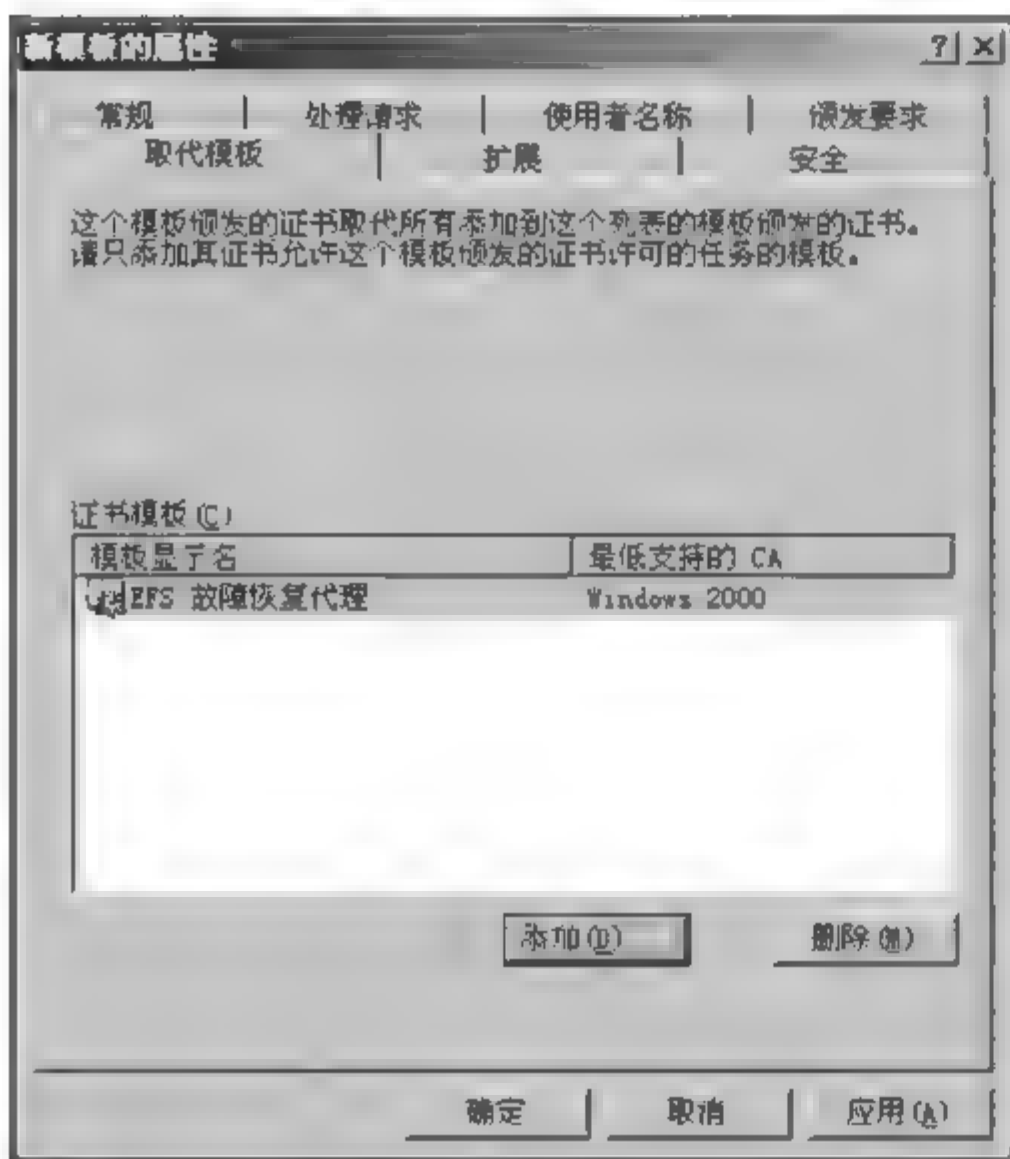 新模板的属性
常规 处理请求 使用者名称 颁发要求
取代模板 扩展 安全
这个模板颁发的证书取代所有添加到这个列表的模板颁发的证书。
请只添加其证书允许这个模板颁发的证书许可的任务的模板。
证书模板(C)
模板显示名 最低支持的 CA
EFS 故障恢复代理 Windows 2000
添加(D) 删除(M)
确定 取消 应用(A)